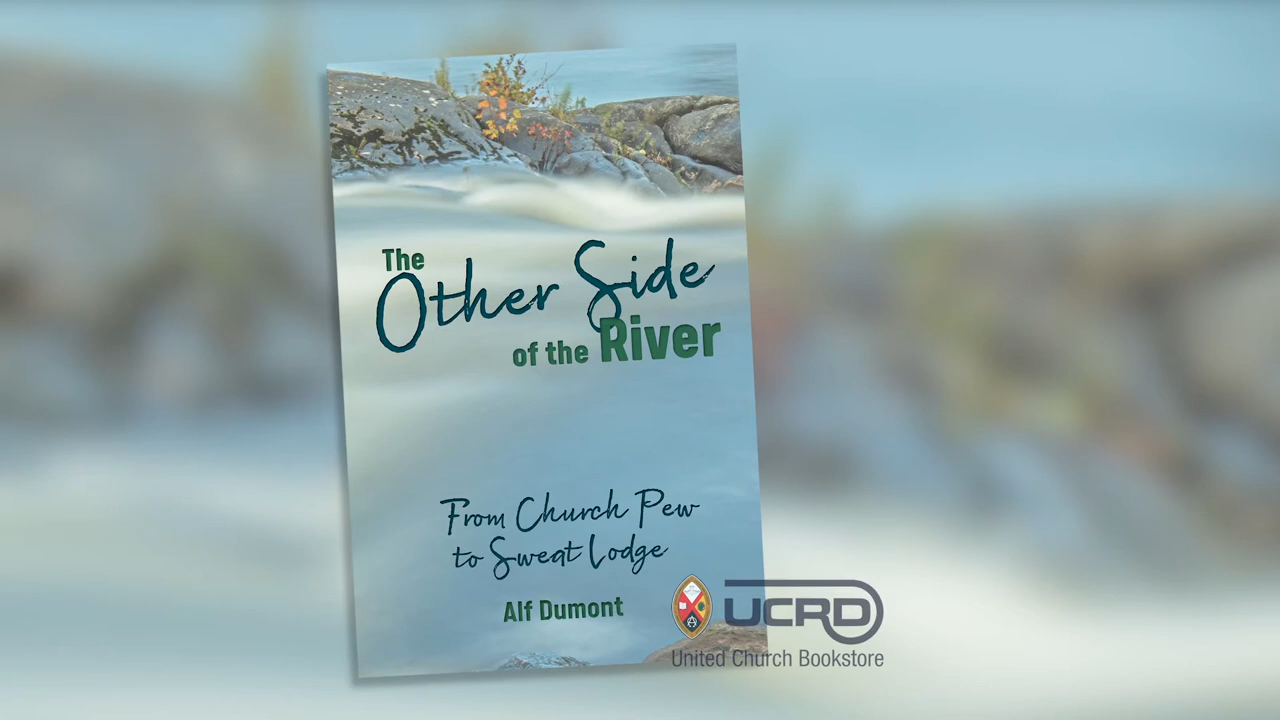 The
Other Side
of the River
From Church Pew
to Sweat Lodge
Alf Dumont
UCRD
United Church Bookstore